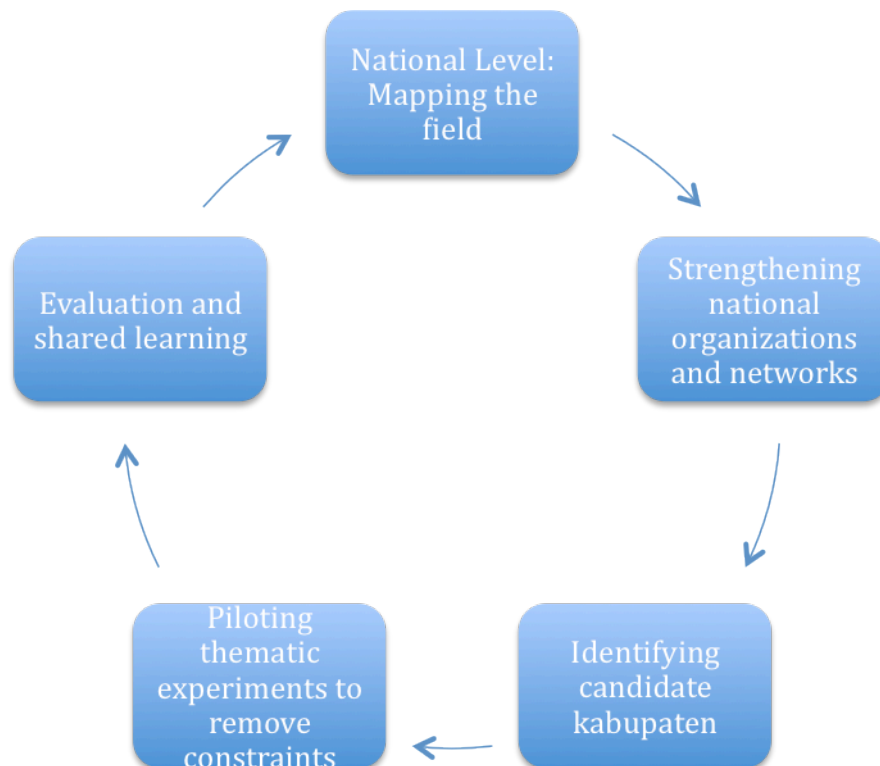 National Level:
Mapping the
field
Strengthening
national
organizations
and networks
Identifying
candidate
kabupaten
Piloting
thematic
experiments to
remove
constraints
Evaluation and
shared learning